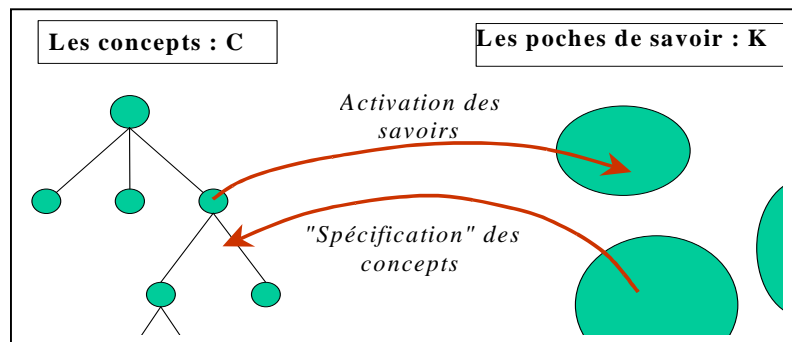 Les concepts : C
Les poches de savoir : K
Activation des
savoirs
"Spécification" des
concepts